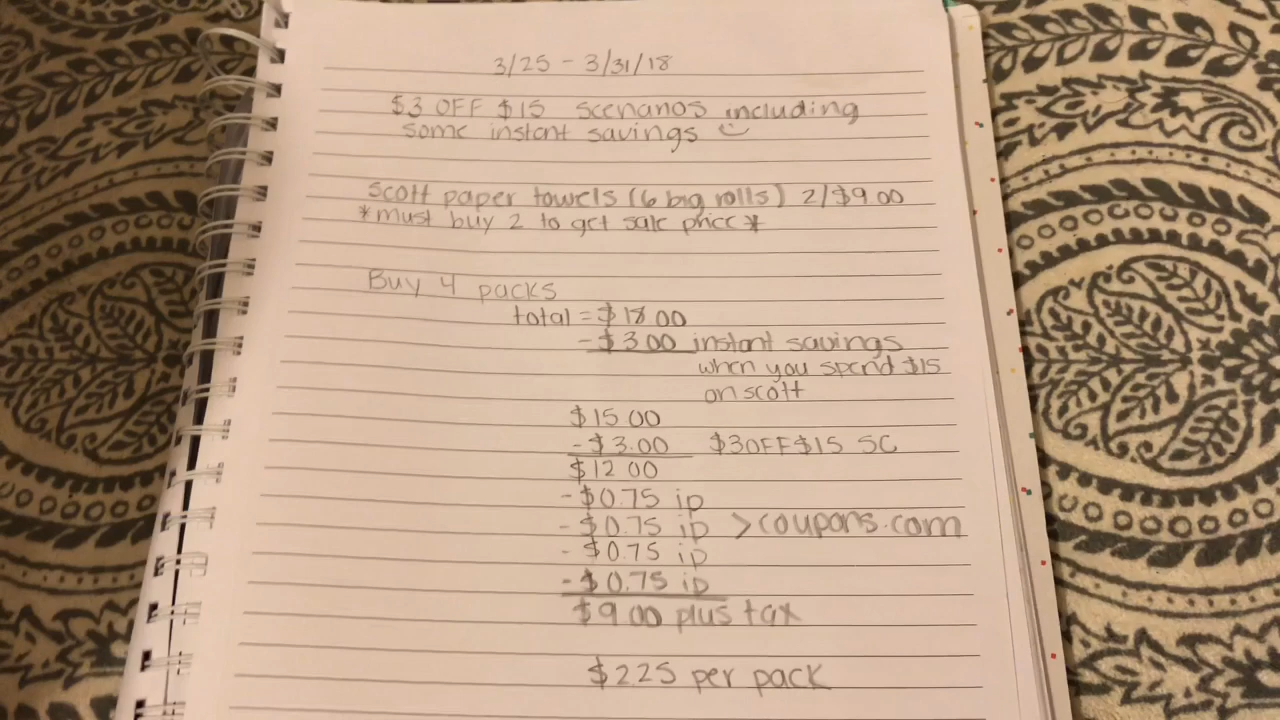 3/25 - 3/31/18
$3 OFF $15 scenarios including
some instant savings
scott paper towels (6 big rolls) 2/$9.00
*must buy 2 to get sale price*
Buy 4 packs
total = $18.00
- $3.00 instant savings
when you spend $15
on scott
$15.00
- $3.00 $3OFF$15 SC
$12.00
- $0.75 ip
- $0.75 ip >coupons.com
- $0.75 ip
- $0.75 ip
$9.00 plus tax
$2.25 per pack